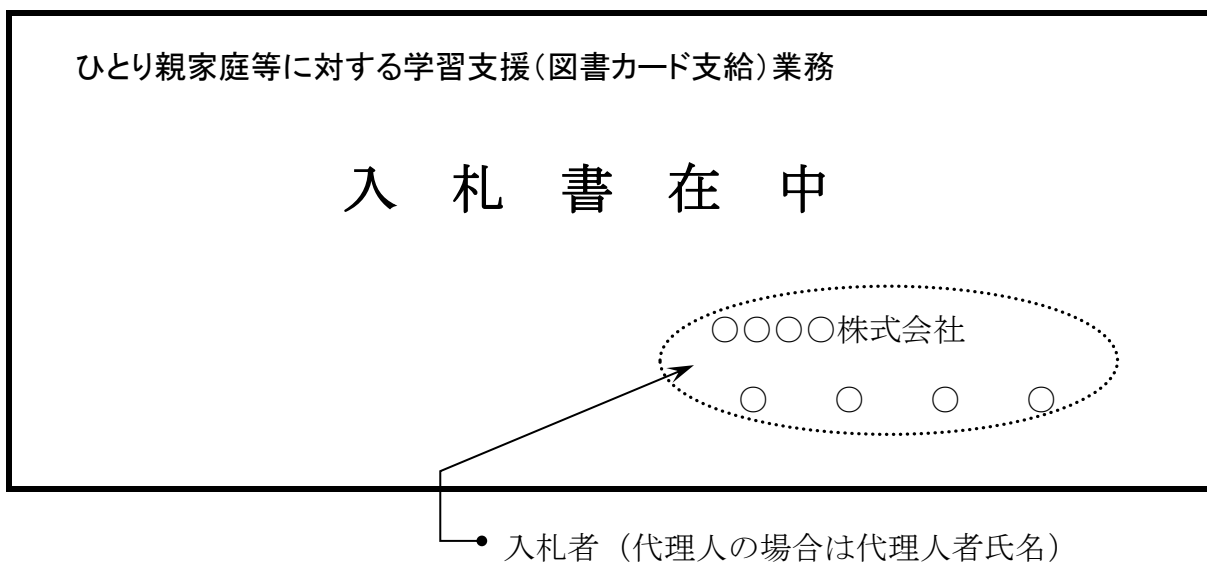 ひとり親家庭等に対する学習支援(図書カード支給)業務
入 札 書 在 中
○○○○株式会社
○ ○ ○ ○
入札者（代理人の場合は代理人者氏名）